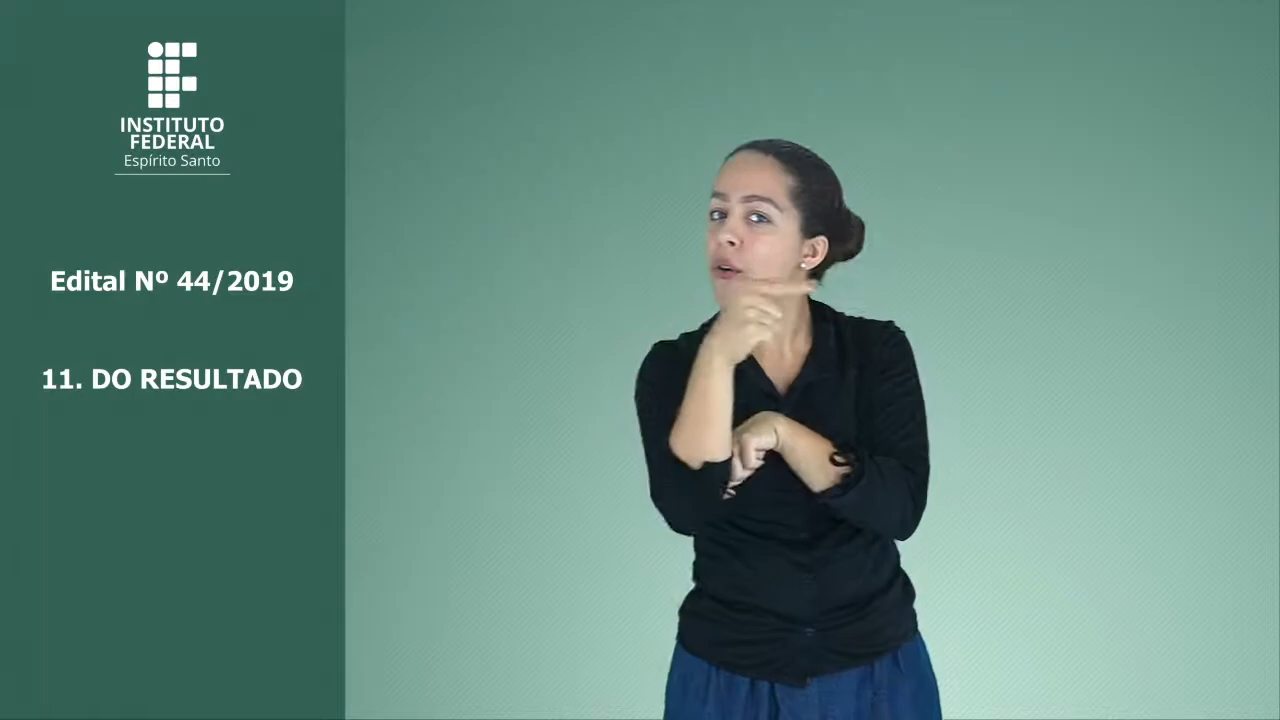 INSTITUTO
FEDERAL
Espírito Santo
Edital Nº 44/2019
11. DO RESULTADO